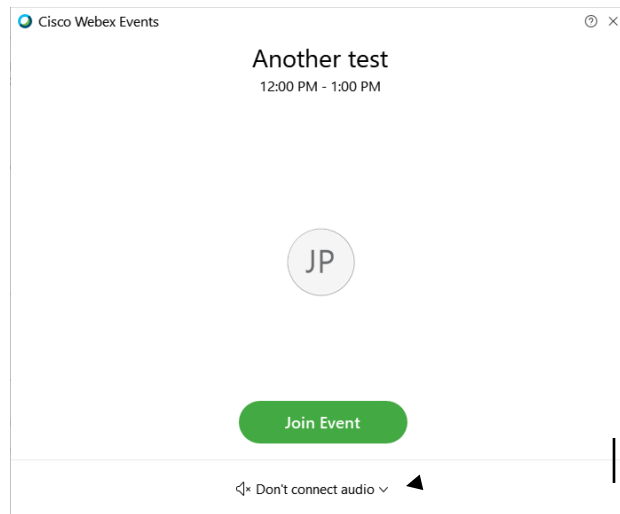 Cisco Webex Events
Another test
12:00 PM - 1:00 PM
JP
Join Event
Don't connect audio